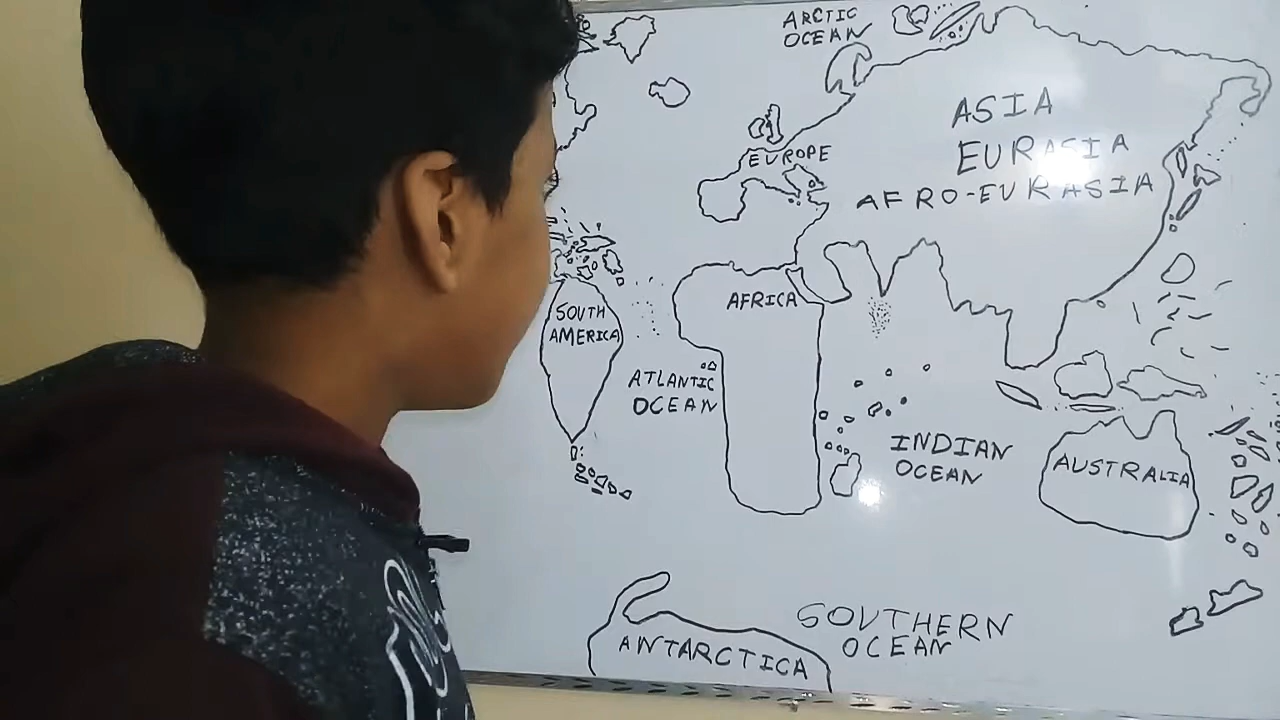 ARCTIC
OCEAN
ASIA
EURASIA
AFRO-EURASIA
EUROPE
AFRICA
SOUTH
AMERICA
ATLANTIC
OCEAN
INDIAN
OCEAN
AUSTRALIA
SOUTHERN
OCEAN
ANTARCTICA